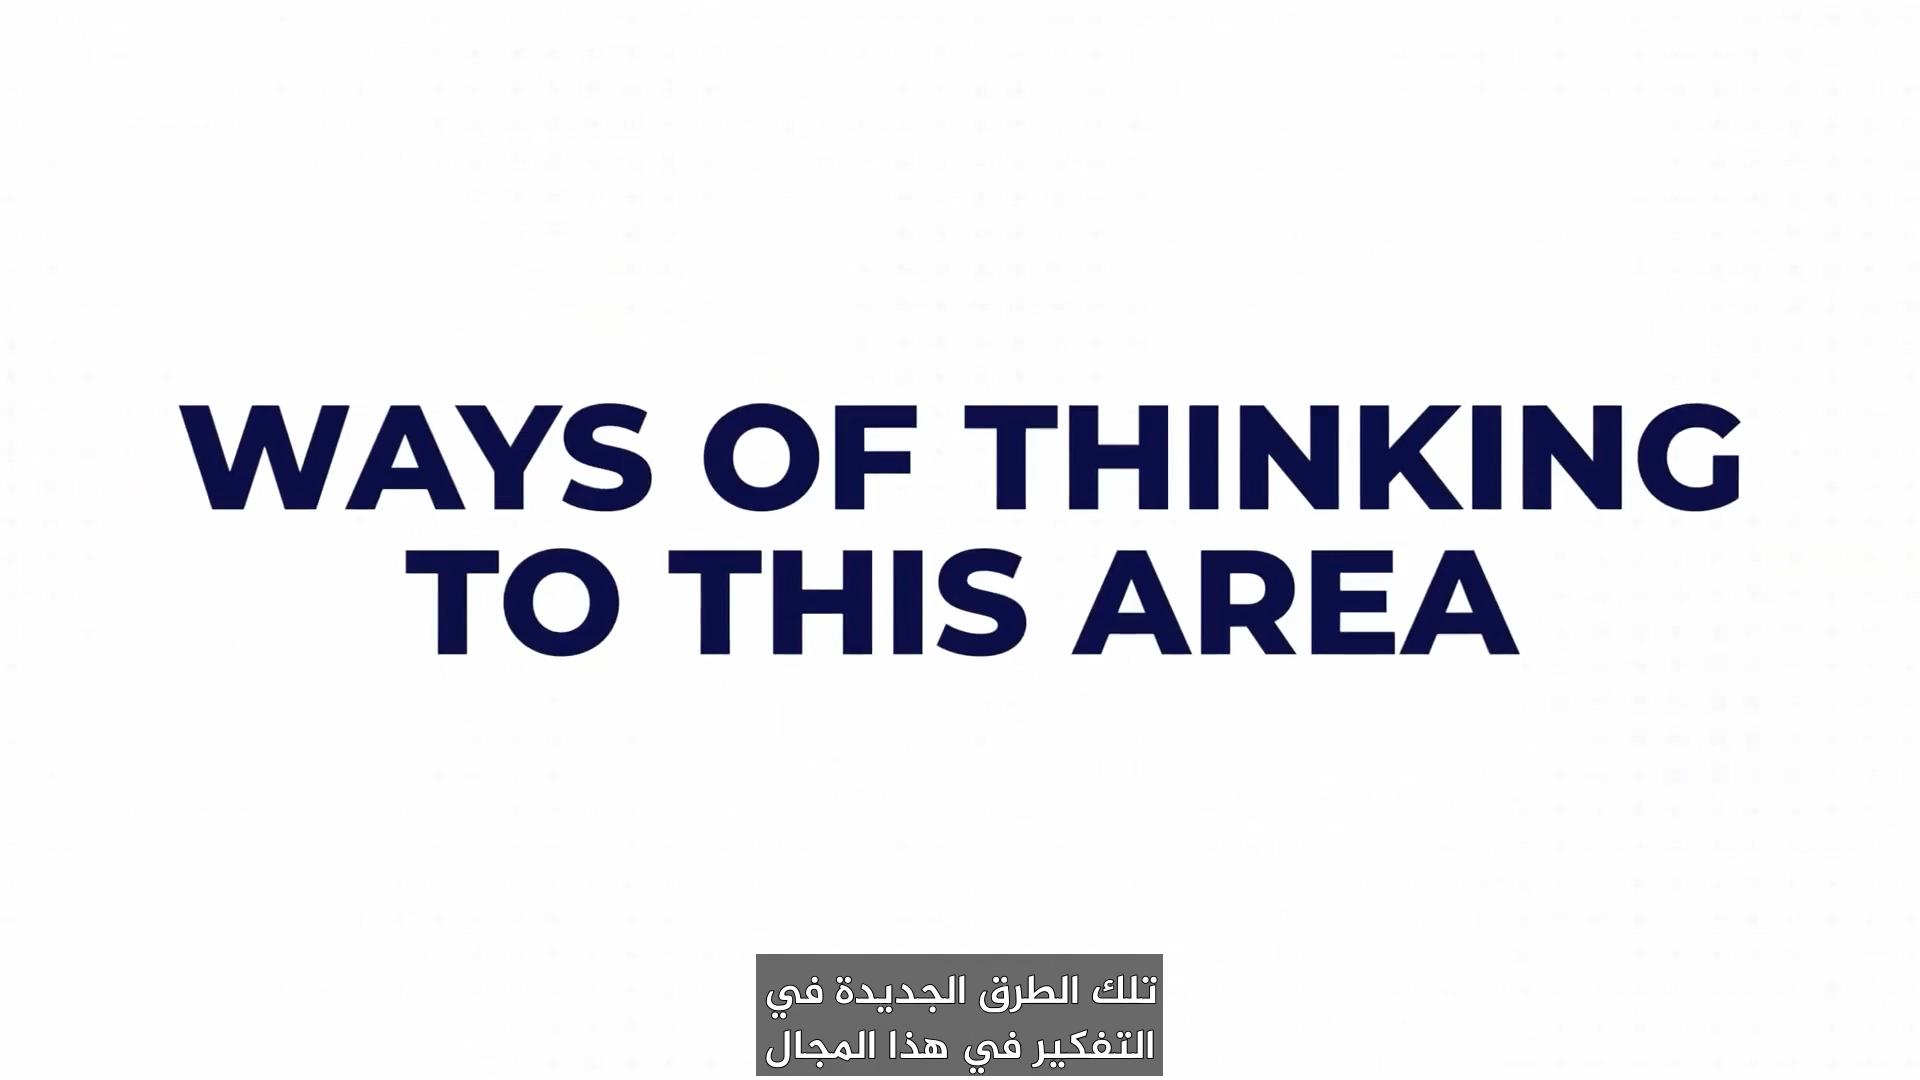 WAYS OF THINKING
TO THIS AREA
تلك الطرق الجديدة في
التفكير في هذا المجال